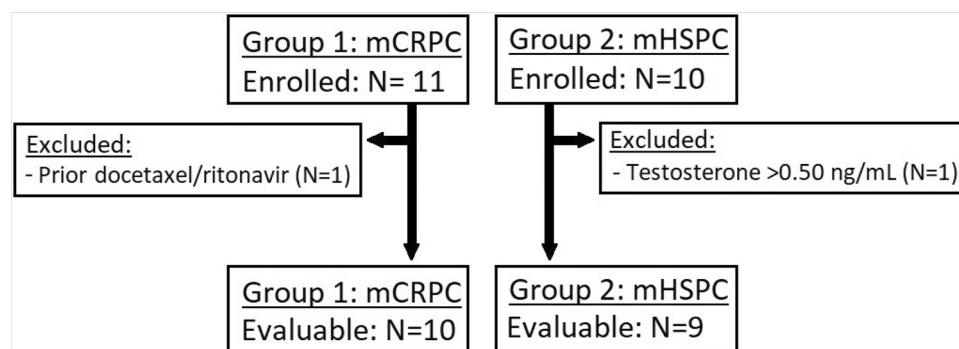 Group 1: mCRPC
Enrolled: N= 11
Group 2: mHSPC
Enrolled: N=10
Excluded:
- Prior docetaxel/ritonavir (N=1)
Excluded:
- Testosterone >0.50 ng/mL (N=1)
Group 1: mCRPC
Evaluable: N=10
Group 2: mHSPC
Evaluable: N=9